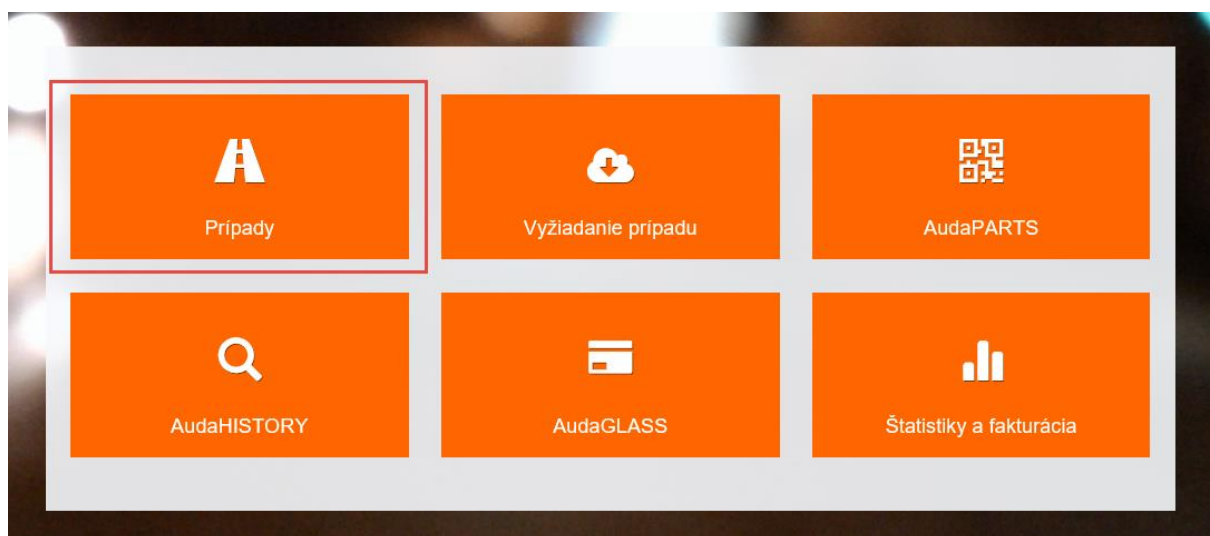 Prípady
Vyžiadanie prípadu
AudaPARTS
AudaHISTORY
AudaGLASS
Štatistiky a fakturácia